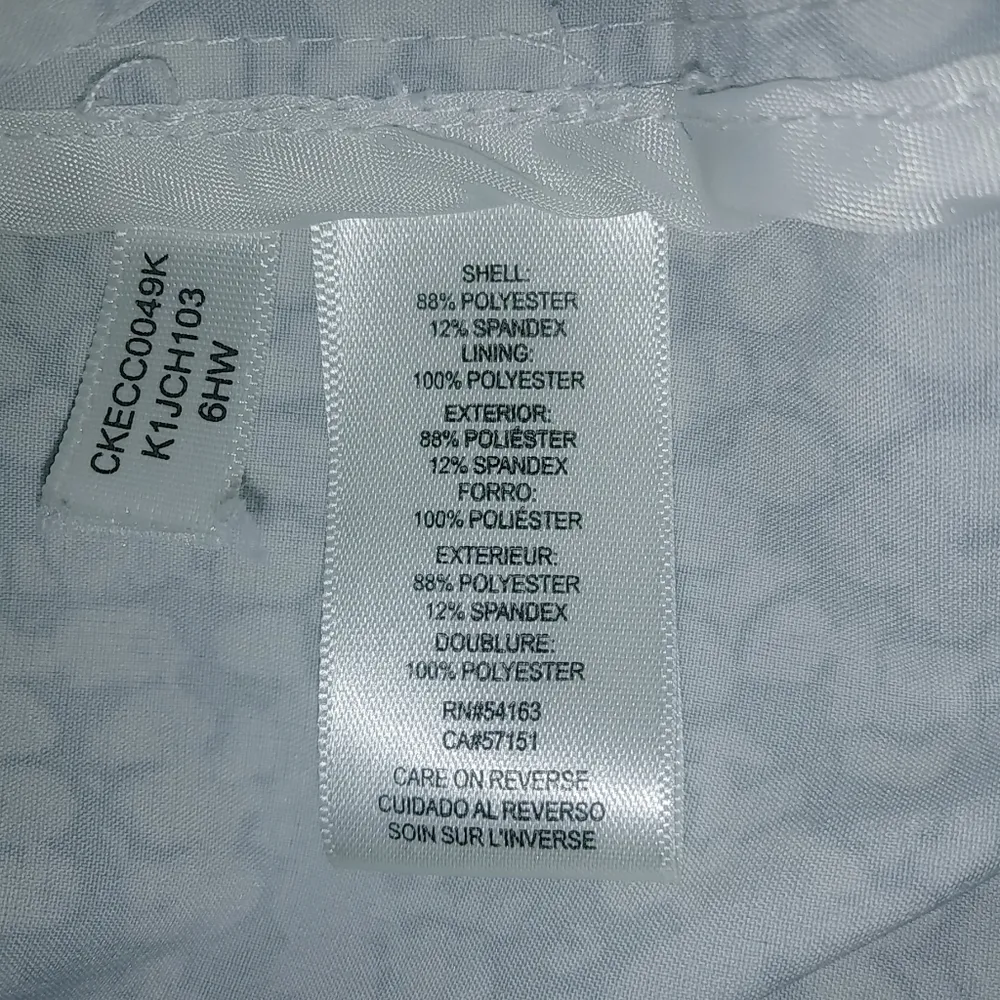 CKECC0049K
K1JCH103
6HW
SHELL:
88% POLYESTER
12% SPANDEX
LINING:
100% POLYESTER
EXTERIOR:
88% POLIÉSTER
12% SPANDEX
FORRO:
100% POLIÉSTER
EXTERIEUR:
88% POLYESTER
12% SPANDEX
DOUBLURE:
100% POLYESTER
RN#54163
CA#57151
CARE ON REVERSE
CUIDADO AL REVERSO
SOIN SUR L'INVERSE